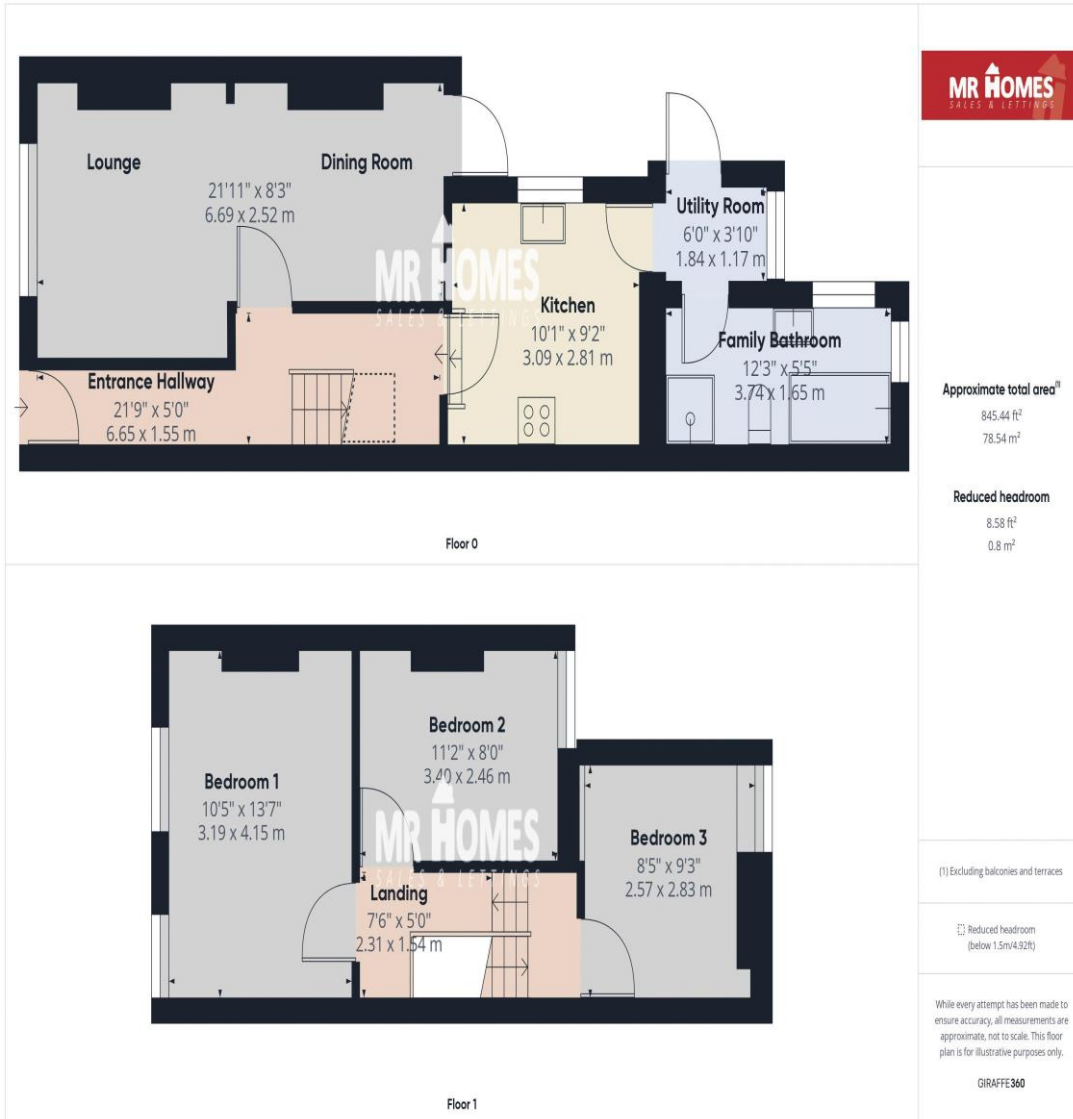 Lounge
Dining Room
21'11" x 8'3"
6.69 x 2.52 m
Utility Room
6'0" x 3'10"
1.84 x 1.17 m
MR HOMES
SALES & LETTINGS
Kitchen
10'1" x 9'2"
3.09 x 2.81 m
Family Bathroom
12'3" x 5'5"
3.74 x 1.65 m
Entrance Hallway
21'9" x 5'0"
6.65 x 1.55 m
Floor 0
Bedroom 1
10'5" x 13'7"
3.19 x 4.15 m
Bedroom 2
11'2" x 8'0"
3.40 x 2.46 m
MR HOMES
SALES & LETTINGS
Bedroom 3
8'5" x 9'3"
2.57 x 2.83 m
Landing
7'6" x 5'0"
2.31 x 1.54 m
Floor 1
MR HOMES
SALES & LETTINGS
Approximate total area(1)
845.44 ft²
78.54 m²
Reduced headroom
8.58 ft²
0.8 m²
(1) Excluding balconies and terraces
Reduced headroom
(below 1.5m/4.92ft)
While every attempt has been made to
ensure accuracy, all measurements are
approximate, not to scale. This floor
plan is for illustrative purposes only.
GIRAFFE360